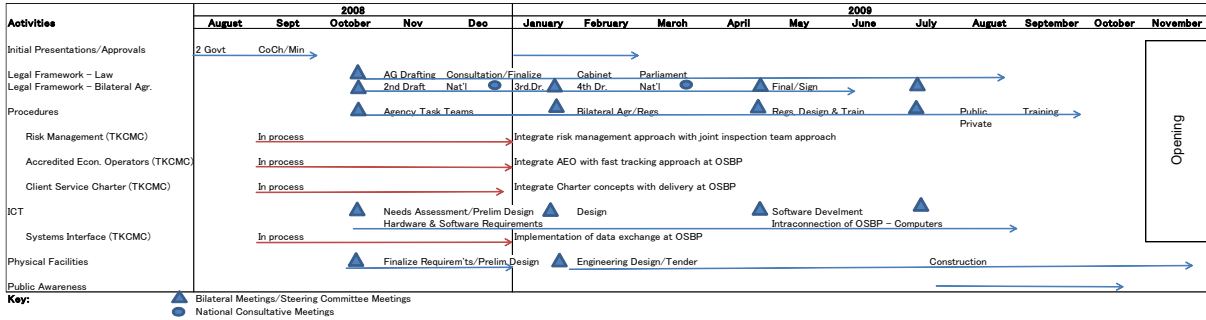 2008 2009
Activities August Sept October Nov Dec January February March April May June July August September October November
Initial Presentations/Approvals 2 Govt CoCh/Min
Legal Framework - Law AG Drafting Consultation/Finalize Cabinet Parliament
Legal Framework - Bilateral Agr. 2nd Draft Nat'l 3rd.Dr. 4th Dr. Nat'l Final/Sign
Procedures Agency Task Teams Bilateral Agr/Regs Regs. Design & Train Public Training
Private
Risk Management (TKCMC) In process Integrate risk management approach with joint inspection team approach
Accredited Econ. Operators (TKCMC) In process Integrate AEO with fast tracking approach at OSBP
Client Service Charter (TKCMC) In process Integrate Charter concepts with delivery at OSBP
Opening
ICT Needs Assessment/Prelim Design Design Software Develment
Hardware & Software Requirements Intraconnection of OSBP - Computers
Systems Interface (TKCMC) In process Implementation of data exchange at OSBP
Physical Facilities Finalize Requirem'ts/Prelim Design Engineering Design/Tender Construction
Public Awareness
Key: Bilateral Meetings/Steering Committee Meetings
National Consultative Meetings